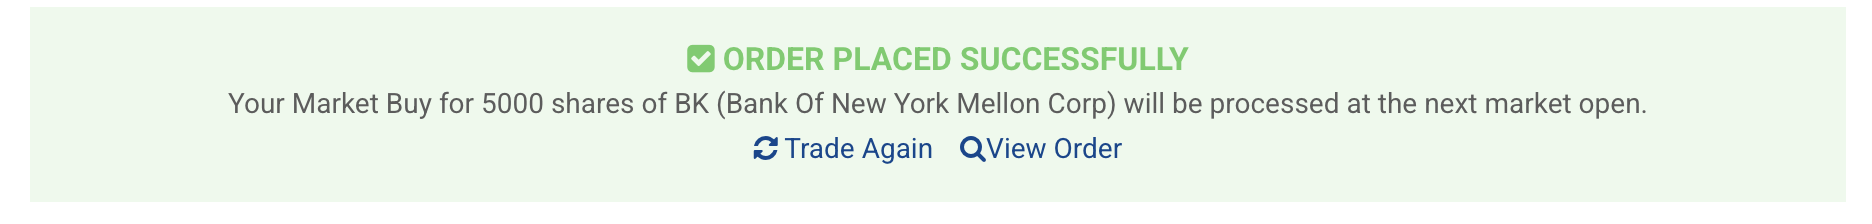 ORDER PLACED SUCCESSFULLY
Your Market Buy for 5000 shares of BK (Bank Of New York Mellon Corp) will be processed at the next market open.
Trade Again View Order